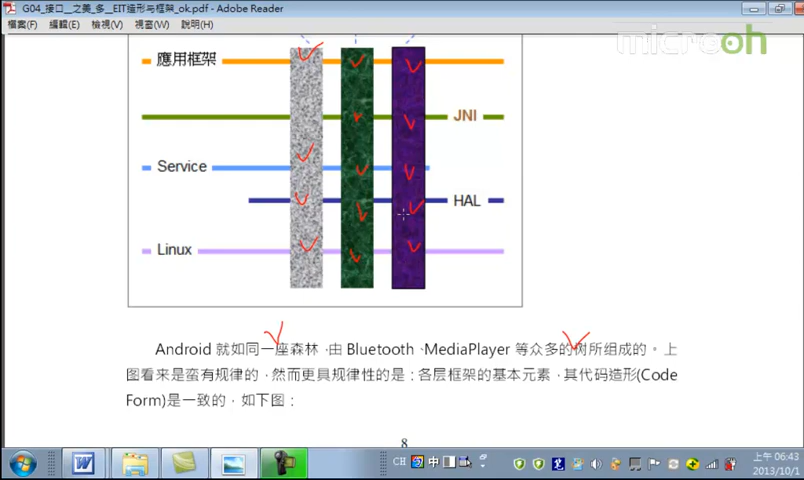 G04_接口__之美_多__EIT造形与框架_ok.pdf - Adobe Reader
檔案(F) 編輯(E) 檢視(V) 視窗(W) 說明(H)
microoh
應用框架
JNI
Service
HAL
Linux
Android 就如同一座森林,由 Bluetooth、MediaPlayer 等众多的树所组成的。上
图看来是蛮有规律的,然而更具规律性的是:各层框架的基本元素,其代码造形(Code
Form)是一致的,如下图:
8
CH 中
上午 06:43
2013/10/1